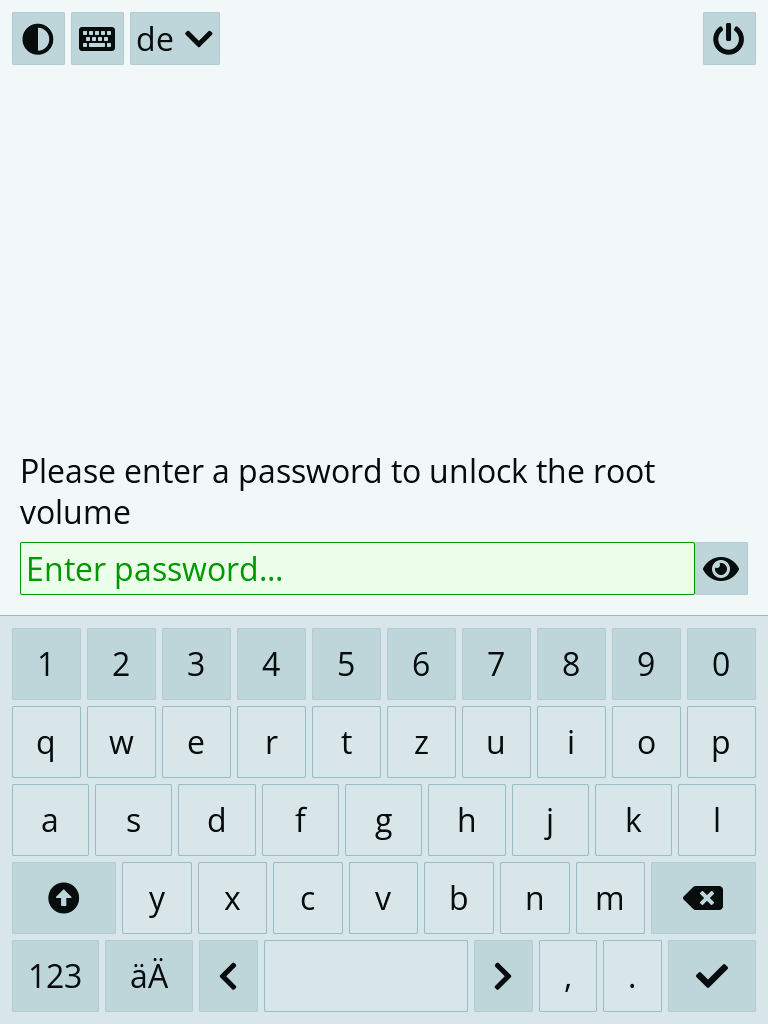 de
Please enter a password to unlock the root
volume
Enter password...
1 2 3 4 5 6 7 8 9 0
q w e r t z u i o p
a s d f g h j k l
y x c v b n m
123 äÄ , .